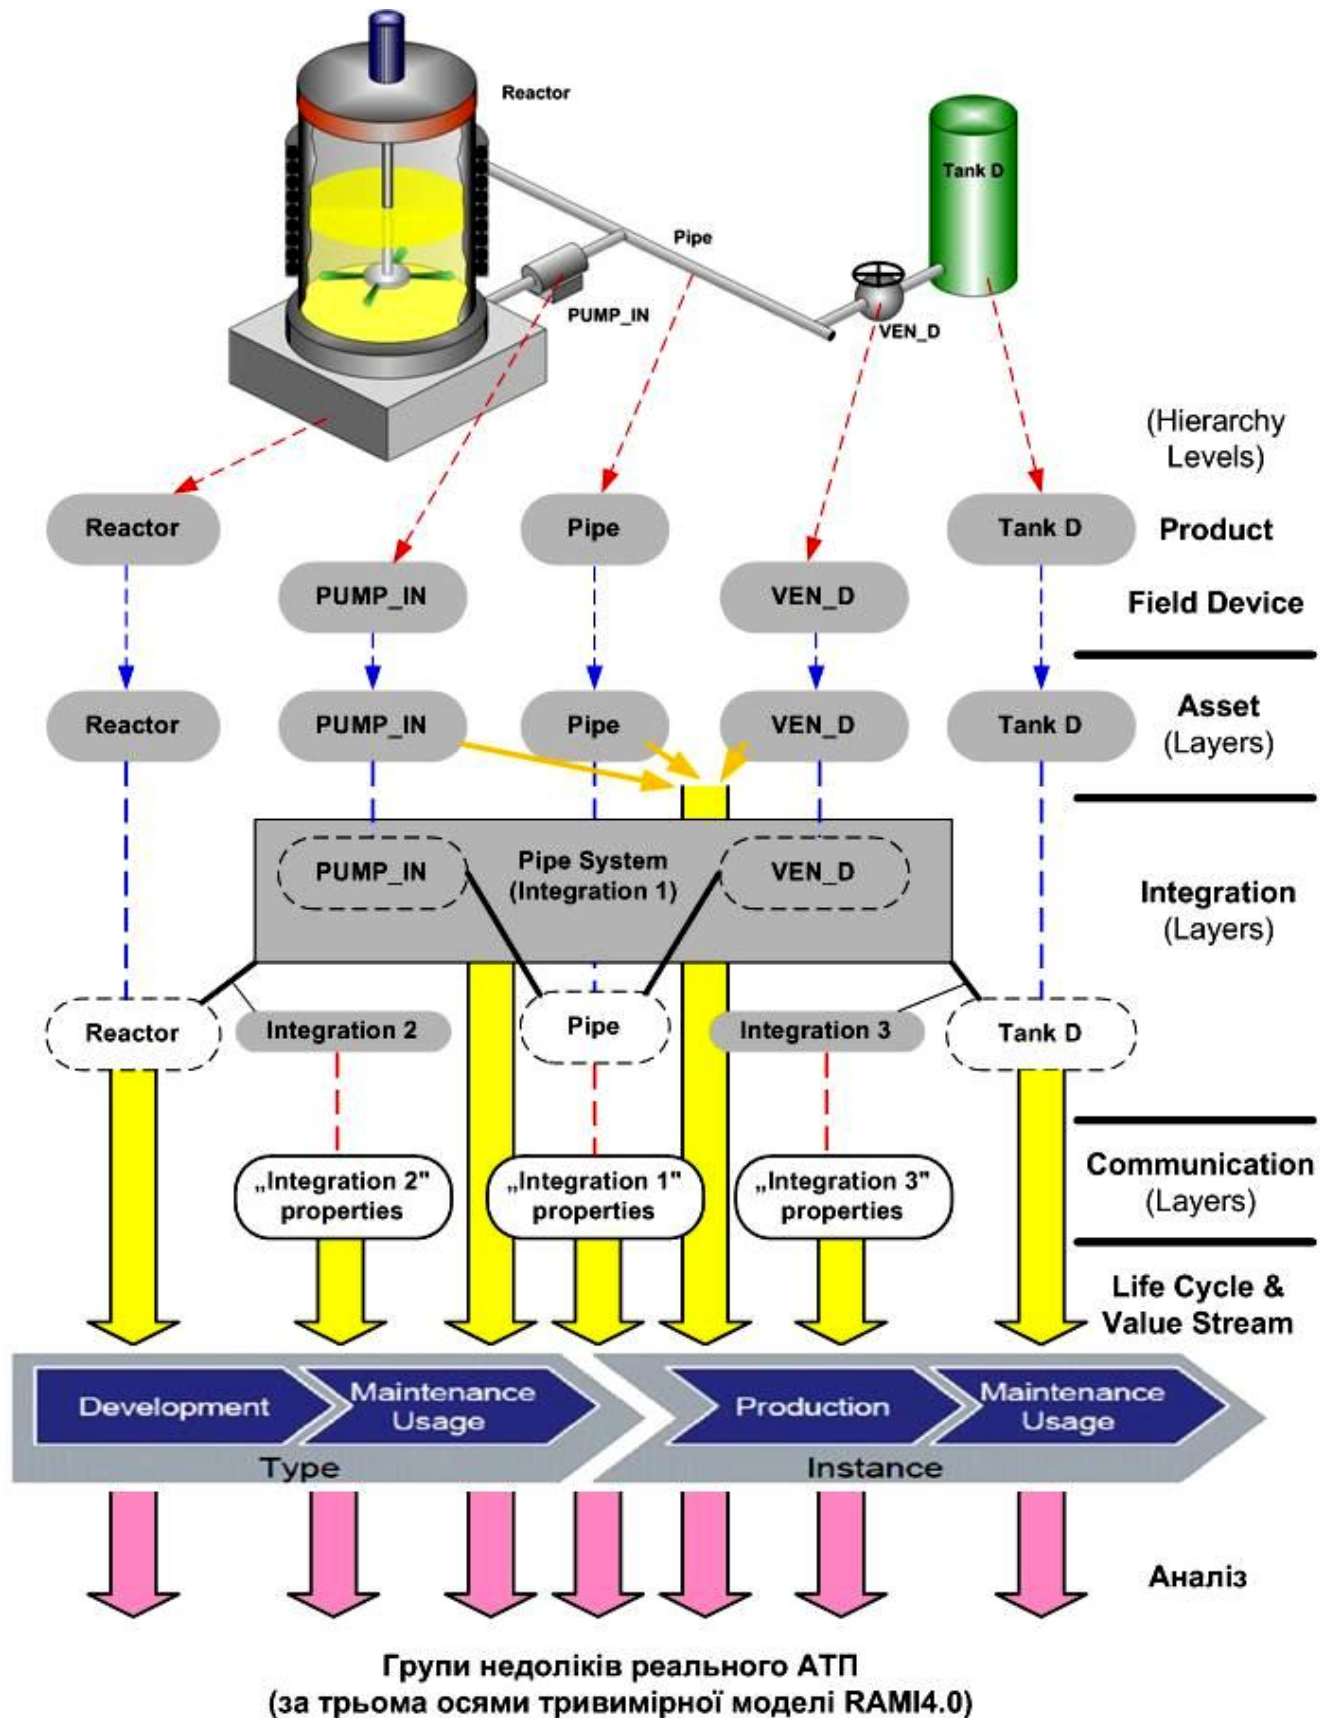 Reactor
Tank D
Pipe
PUMP_IN
VEN_D
(Hierarchy
Levels)
Reactor
Pipe
Tank D
Product
PUMP_IN
VEN_D
Field Device
Reactor
PUMP_IN
Pipe
VEN_D
Tank D
Asset
(Layers)
PUMP_IN
Pipe System
(Integration 1)
VEN_D
Integration
(Layers)
Reactor
Integration 2
Pipe
Integration 3
Tank D
„Integration 2"
properties
„Integration 1"
properties
„Integration 3"
properties
Communication
(Layers)
Life Cycle &
Value Stream
Development
Maintenance
Usage
Production
Maintenance
Usage
Type
Instance
Аналіз
Групи недоліків реального АТП
(за трьома осями тривимірної моделі RAMI4.0)